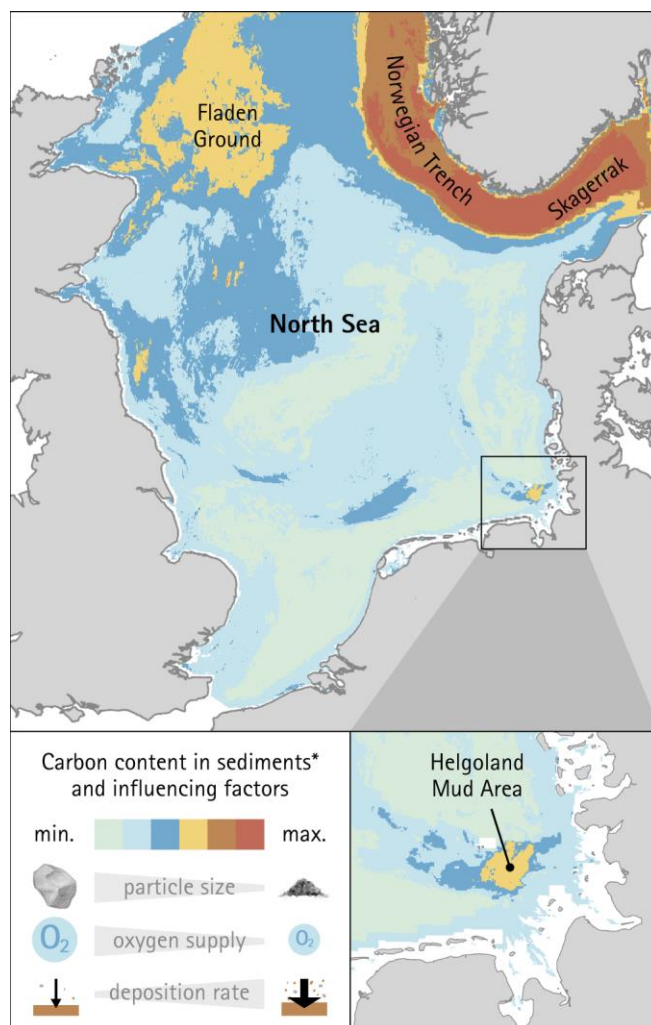 Fladen
Ground
Norwegian Trench
Skagerrak
North Sea
Carbon content in sediments*
and influencing factors
min.
max.
particle size
O2
oxygen supply
O2
deposition rate
Helgoland
Mud Area